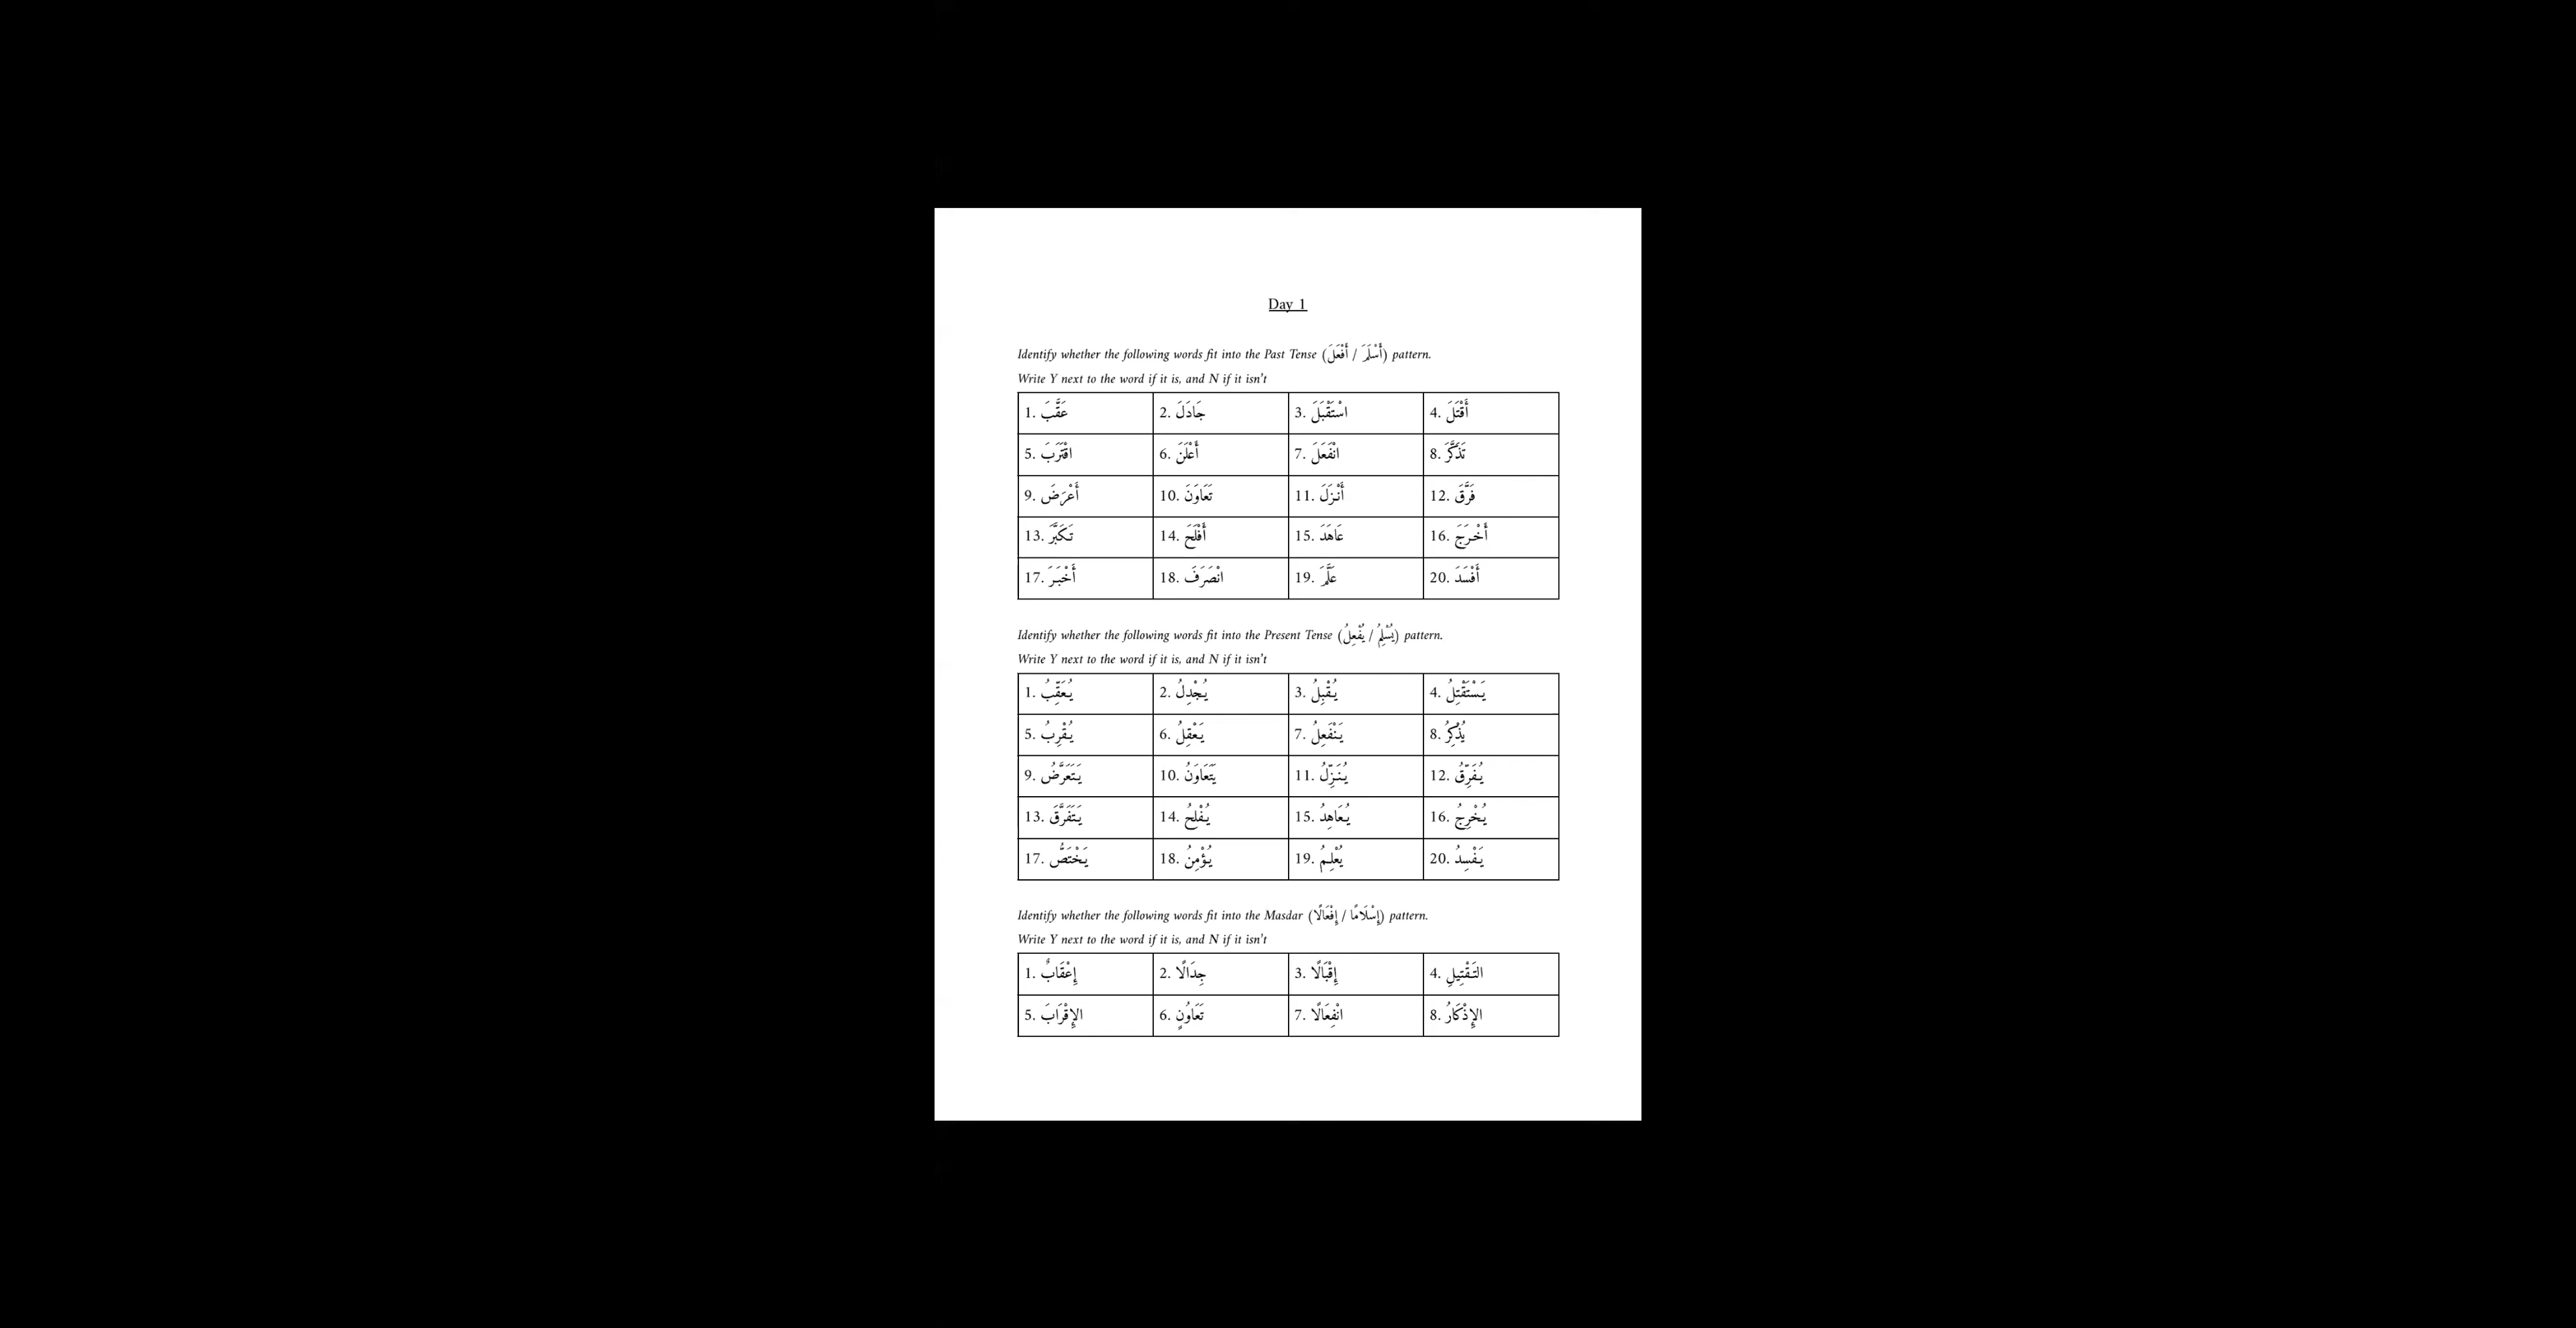 Day 1
Identify whether the following words fit into the Past Tense (أَسْلَمَ / أَفْعَلَ) pattern.
Write Y next to the word if it is, and N if it isn't
1. عَقَّبَ 2. جَادَلَ 3. اسْتَقْبَلَ 4. أَقْتَلَ
5. اقْتَرَبَ 6. أَعْلَنَ 7. انْفَعَلَ 8. تَذَكَّرَ
9. أَعْرَضَ 10. تَعَاوَنَ 11. أَنْزَلَ 12. فَرَّقَ
13. تَكَبَّرَ 14. أَفْلَحَ 15. عَاهَدَ 16. أَخْرَجَ
17. أَخْبَرَ 18. انْصَرَفَ 19. عَلَّمَ 20. أَفْسَدَ
Identify whether the following words fit into the Present Tense (يُسْلِمُ / يُفْعِلُ) pattern.
Write Y next to the word if it is, and N if it isn't
1. يُعَقِّبُ 2. يُجْدِلُ 3. يُقْبِلُ 4. يَسْتَقْتِلُ
5. يُقْرِبُ 6. يَعْقِلُ 7. يَنْفَعِلُ 8. يُذْكِرُ
9. يَتَعَرَّضُ 10. يَتَعَاوَنُ 11. يُنَزِّلُ 12. يُفَرِّقُ
13. يَتَفَرَّقَ 14. يُفْلِحُ 15. يُعَاهِدُ 16. يُخْرِجُ
17. يَخْتَصُّ 18. يُؤْمِنُ 19. يُعْلِمُ 20. يَفْسِدُ
Identify whether the following words fit into the Masdar (إِسْلَامًا / إِفْعَالًا) pattern.
Write Y next to the word if it is, and N if it isn't
1. إِعْقَابٌ 2. جِدَالًا 3. إِقْبَالًا 4. التَقْتِيلِ
5. الإِقْرَابَ 6. تَعَاوُنٍ 7. انْفِعَالًا 8. الإِذْكَارُ